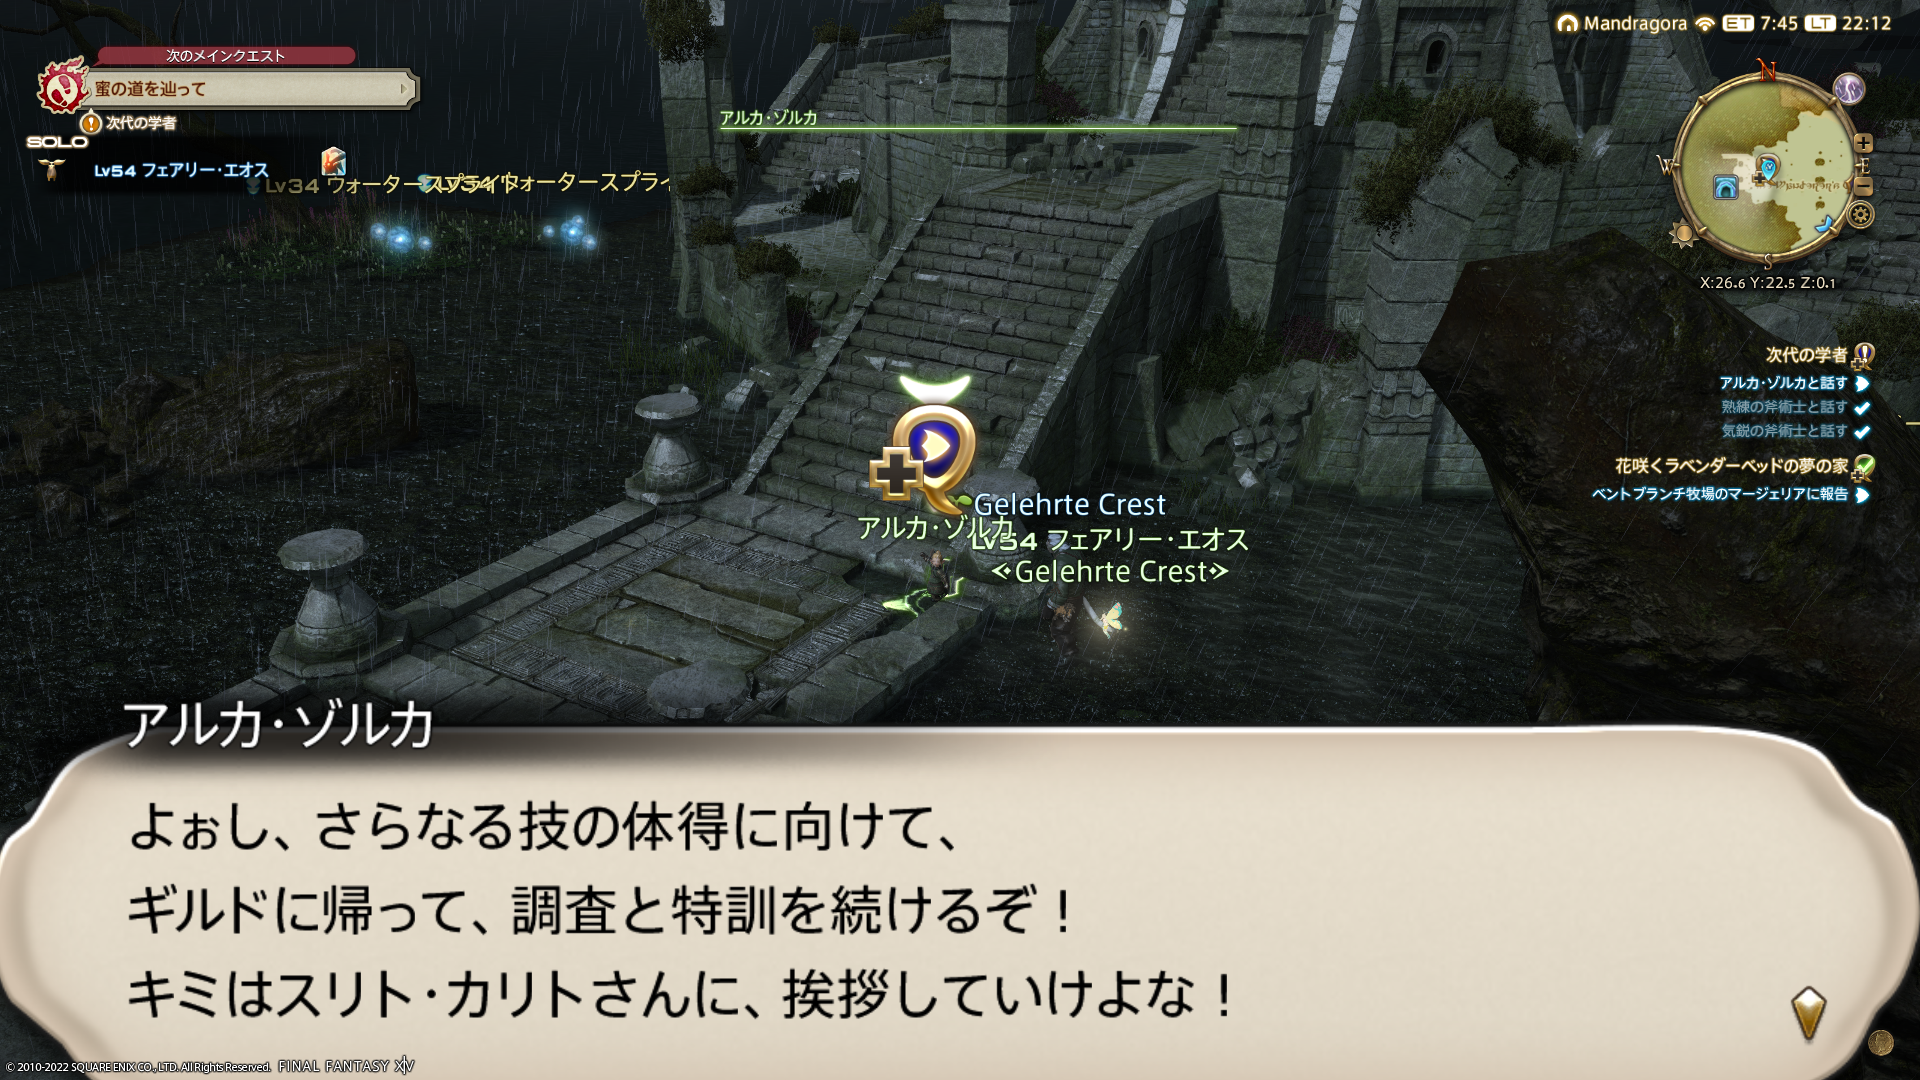 次のメインクエスト
蜜の道を辿って
次代の学者
SOLO
Lv54 フェアリー・エオス
Lv34 ウォータースプライト
Lv34 ウォータースプライ
アルカ・ゾルカ
Mandragora ET 7:45 LT 22:12
N
W
E
S
X:26.6 Y:22.5 Z:0.1
次代の学者
アルカ・ゾルカと話す
熟練の斧術士と話す
気鋭の斧術士と話す
花咲くラベンダーベッドの夢の家
ベントブランチ牧場のマージェリアに報告
Gelehrte Crest
アルカ・ゾルカ
Lv54 フェアリー・エオス
<Gelehrte Crest>
アルカ・ゾルカ
よぉし、さらなる技の体得に向けて、
ギルドに帰って、調査と特訓を続けるぞ！
キミはスリト・カリトさんに、挨拶していけよな！
© 2010-2022 SQUARE ENIX CO., LTD. All Rights Reserved. FINAL FANTASY XIV